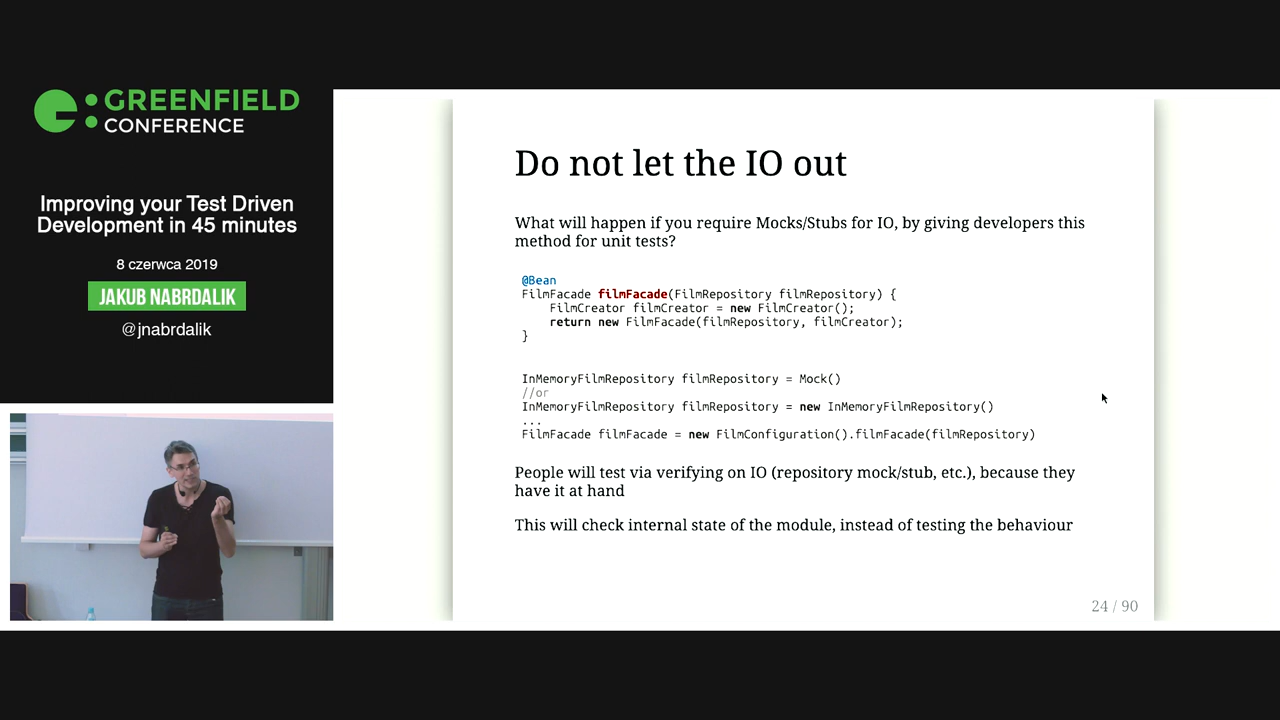 GREENFIELD
CONFERENCE
Improving your Test Driven
Development in 45 minutes
8 czerwca 2019
JAKUB NABRDALIK
@jnabrdalik
Do not let the IO out
What will happen if you require Mocks/Stubs for IO, by giving developers this
method for unit tests?
@Bean
FilmFacade filmFacade(FilmRepository filmRepository) {
    FilmCreator filmCreator = new FilmCreator();
    return new FilmFacade(filmRepository, filmCreator);
}
InMemoryFilmRepository filmRepository = Mock()
//or
InMemoryFilmRepository filmRepository = new InMemoryFilmRepository()
...
FilmFacade filmFacade = new FilmConfiguration().filmFacade(filmRepository)
People will test via verifying on IO (repository mock/stub, etc.), because they
have it at hand
This will check internal state of the module, instead of testing the behaviour
24 / 90